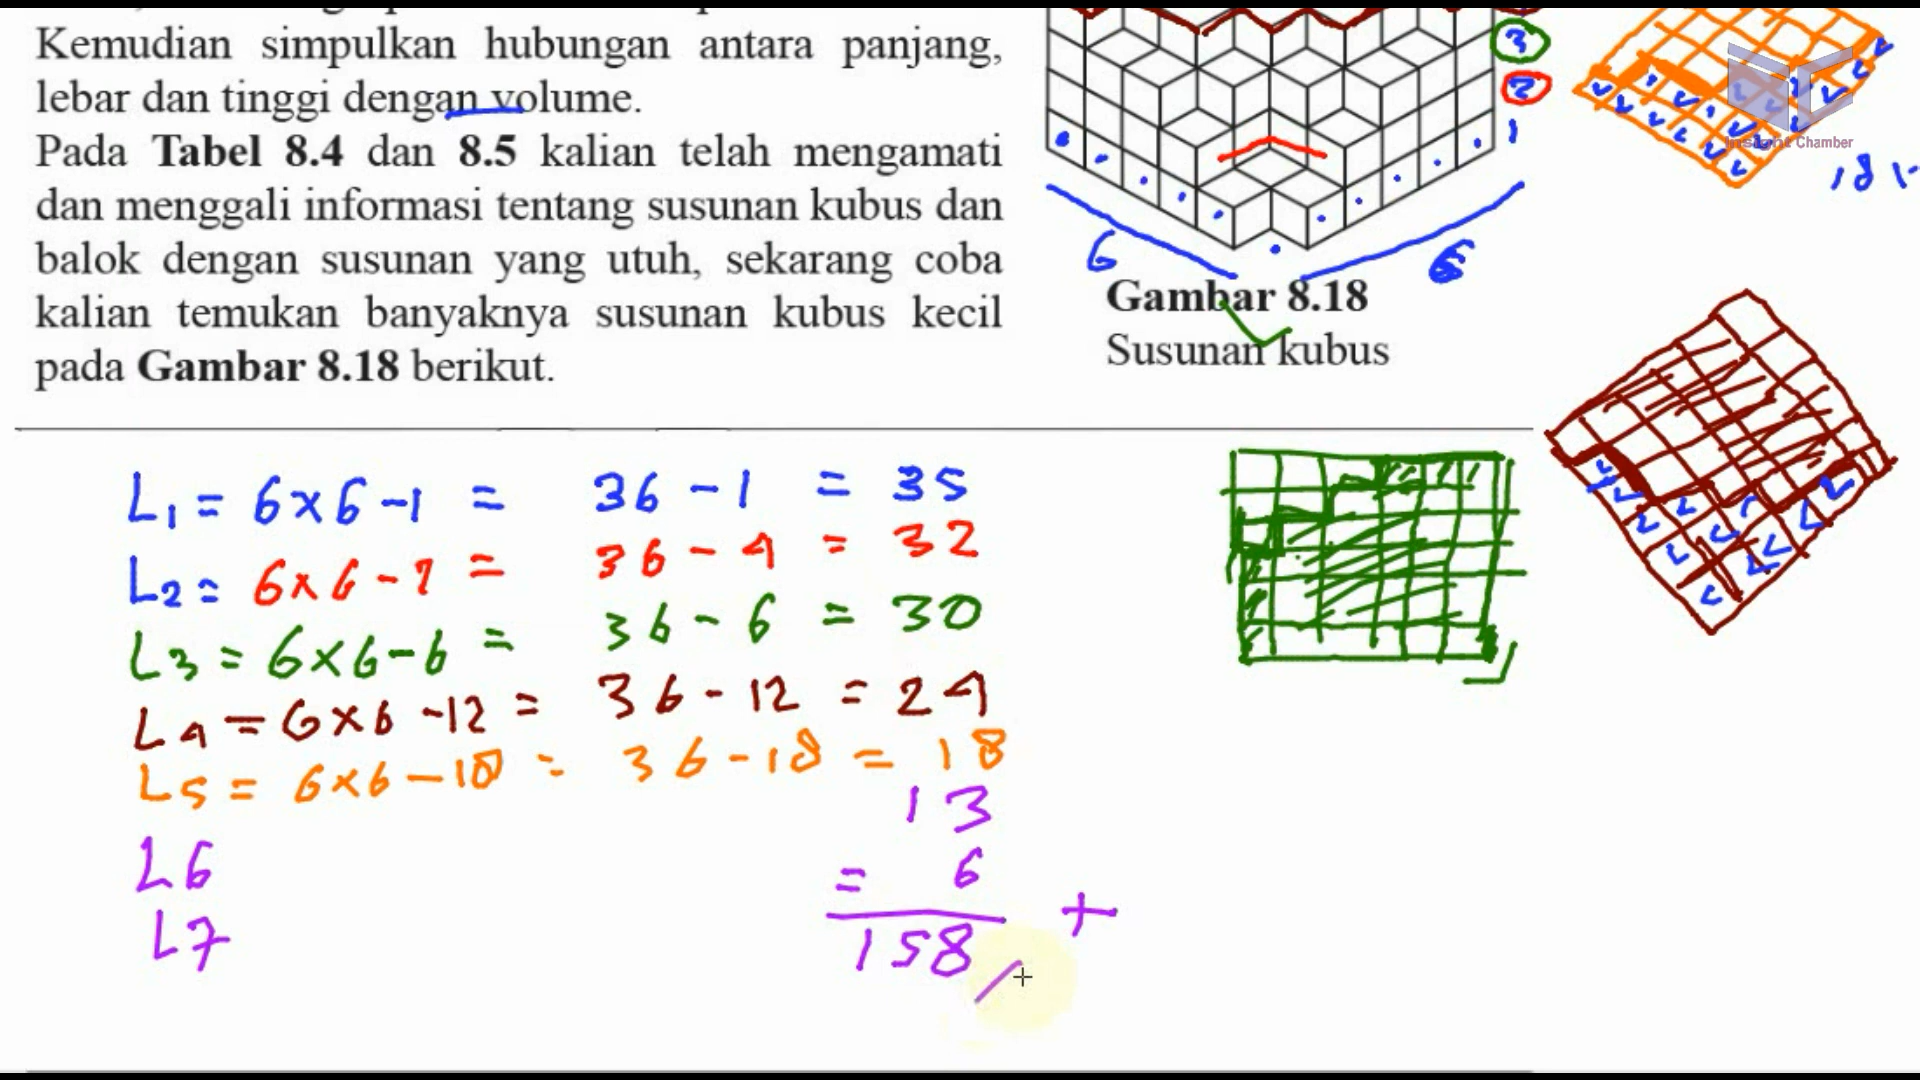 Kemudian simpulkan hubungan antara panjang,
lebar dan tinggi dengan volume.
Pada Tabel 8.4 dan 8.5 kalian telah mengamati
dan menggali informasi tentang susunan kubus dan
balok dengan susunan yang utuh, sekarang coba
kalian temukan banyaknya susunan kubus kecil
pada Gambar 8.18 berikut.
3
2
1
6
6
Gambar 8.18
Susunan kubus
Insight Chamber
18
L1 = 6×6-1 = 36 - 1 = 35
L2 = 6×6-4 = 36 - 4 = 32
L3 = 6×6-6 = 36 - 6 = 30
L4 = 6×6-12 = 36 - 12 = 24
L5 = 6×6-18 = 36 - 18 = 18
13
L6 = 6
L7
+
158